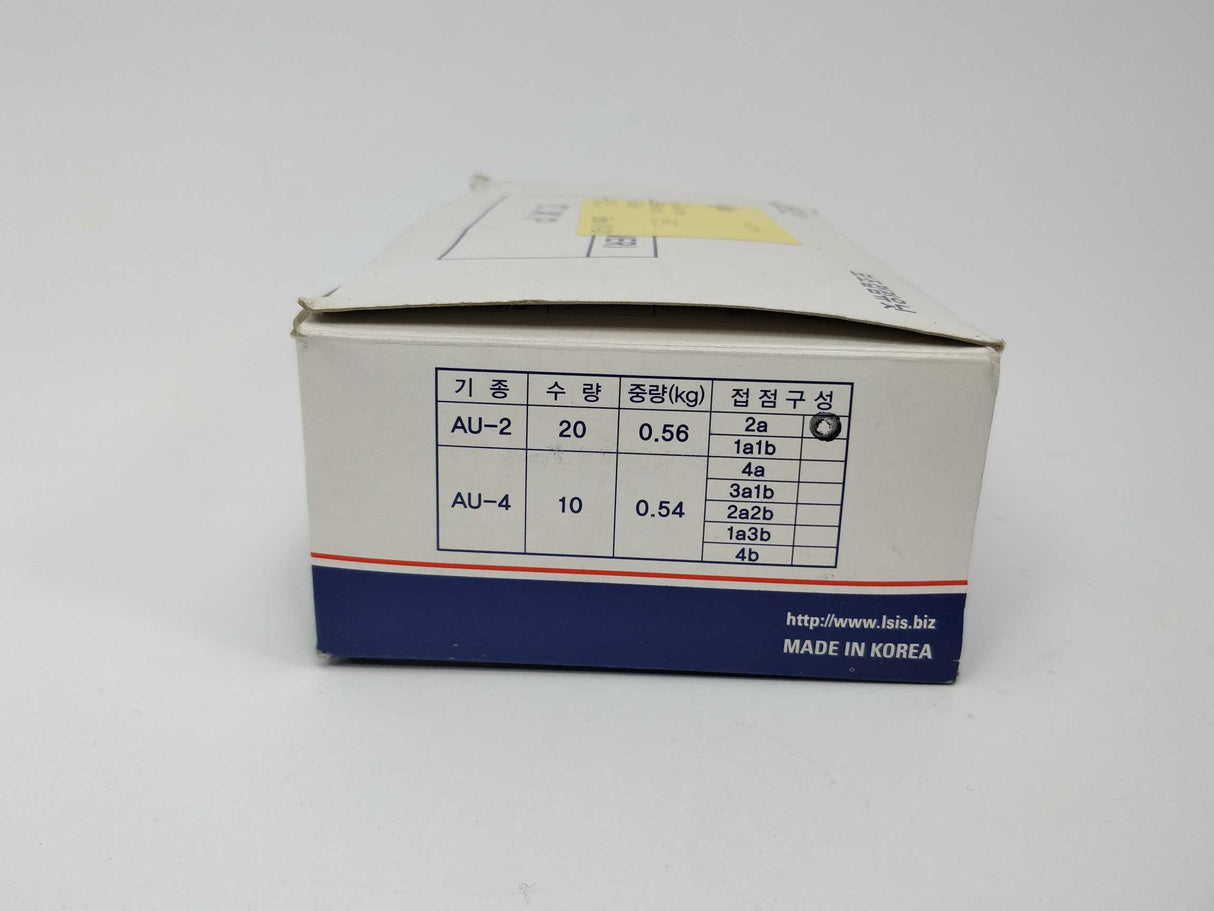 기 종 수 량 중량(kg) 접 점 구 성
AU-2 20 0.56 2a
1a1b
AU-4 10 0.54 4a
3a1b
2a2b
1a3b
4b
http://www.lsis.biz
MADE IN KOREA